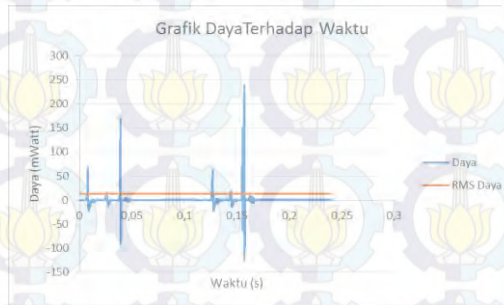 Grafik DayaTerhadap Waktu
Daya (mWatt)
300
250
200
150
100
50
0
-50
-100
-150
0 0,05 0,1 0,15 0,2 0,25 0,3
Waktu (s)
Daya
RMS Daya